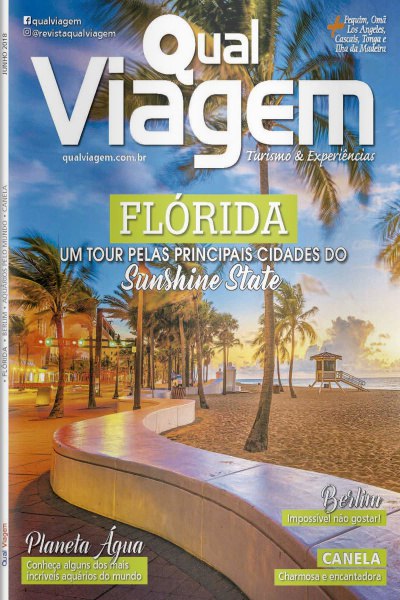 qualviagem
@revistaqualviagem
+ Pequim, Omã
Los Angeles,
Cascais, Tonga e
Ilha da Madeira
Qual
Viagem
qualviagem.com.br
Turismo & Experiências
FLÓRIDA
UM TOUR PELAS PRINCIPAIS CIDADES DO
Sunshine State
Berlim
Impossível não gostar!
Planeta Água
Conheça alguns dos mais
incríveis aquários do mundo
CANELA
Charmosa e encantadora
JUNHO 2018
• FLÓRIDA • BERLIM • AQUÁRIOS PELO MUNDO • CANELA
Qual Viagem